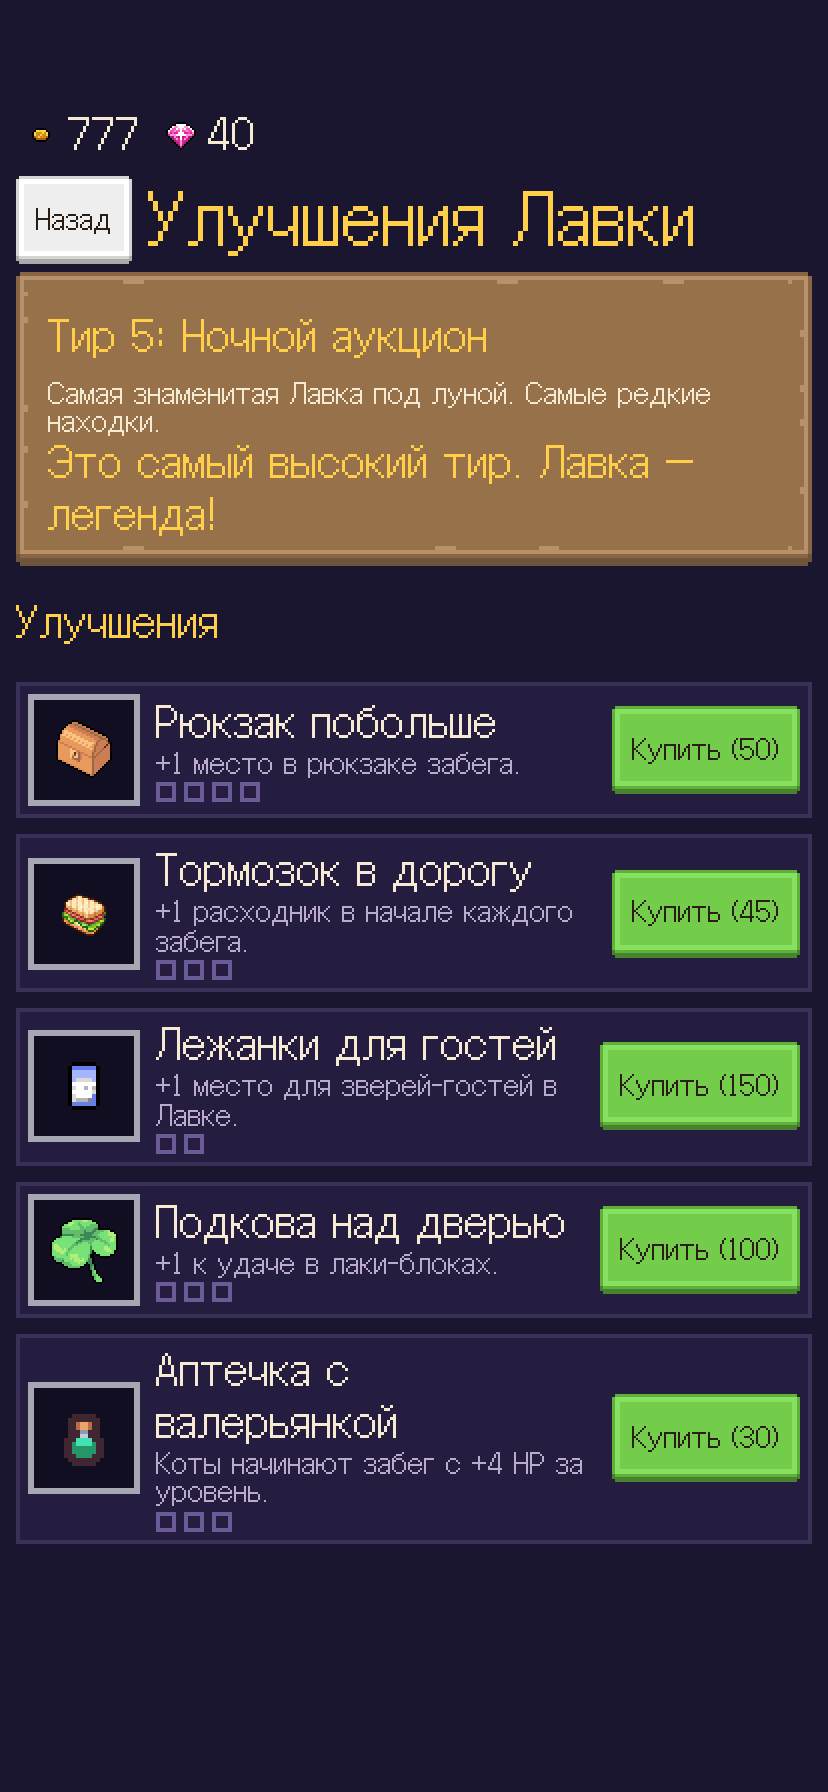 777 40
Назад Улучшения Лавки
Тир 5: Ночной аукцион
Самая знаменитая Лавка под луной. Самые редкие
находки.
Это самый высокий тир. Лавка —
легенда!
Улучшения
Рюкзак побольше
+1 место в рюкзаке забега.
Купить (50)
Тормозок в дорогу
+1 расходник в начале каждого
забега.
Купить (45)
Лежанки для гостей
+1 место для зверей-гостей в
Лавке.
Купить (150)
Подкова над дверью
+1 к удаче в лаки-блоках.
Купить (100)
Аптечка с
валерьянкой
Коты начинают забег с +4 HP за
уровень.
Купить (30)